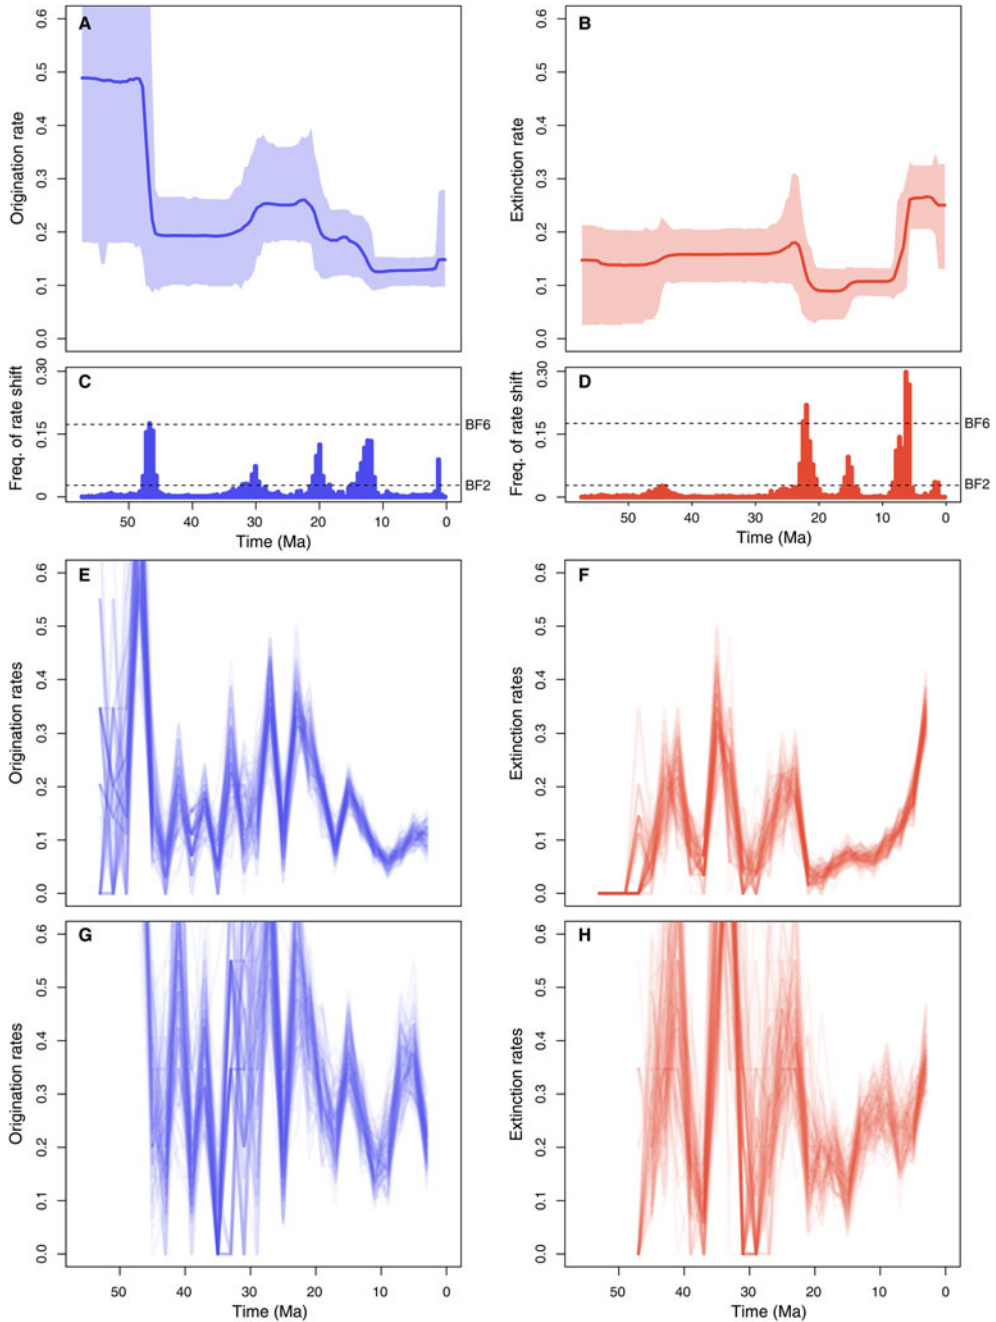 A
B
Origination rate
0.0 0.1 0.2 0.3 0.4 0.5 0.6
Extinction rate
0.0 0.1 0.2 0.3 0.4 0.5 0.6
C
D
Freq. of rate shift
0 0.15 0.30
BF6
BF2
Freq. of rate shift
0 0.15 0.30
BF6
BF2
50 40 30 20 10 0
Time (Ma)
50 40 30 20 10 0
Time (Ma)
E
F
Origination rates
0.0 0.1 0.2 0.3 0.4 0.5 0.6
Extinction rates
0.0 0.1 0.2 0.3 0.4 0.5 0.6
G
H
Origination rates
0.0 0.1 0.2 0.3 0.4 0.5 0.6
Extinction rates
0.0 0.1 0.2 0.3 0.4 0.5 0.6
50 40 30 20 10 0
Time (Ma)
50 40 30 20 10 0
Time (Ma)